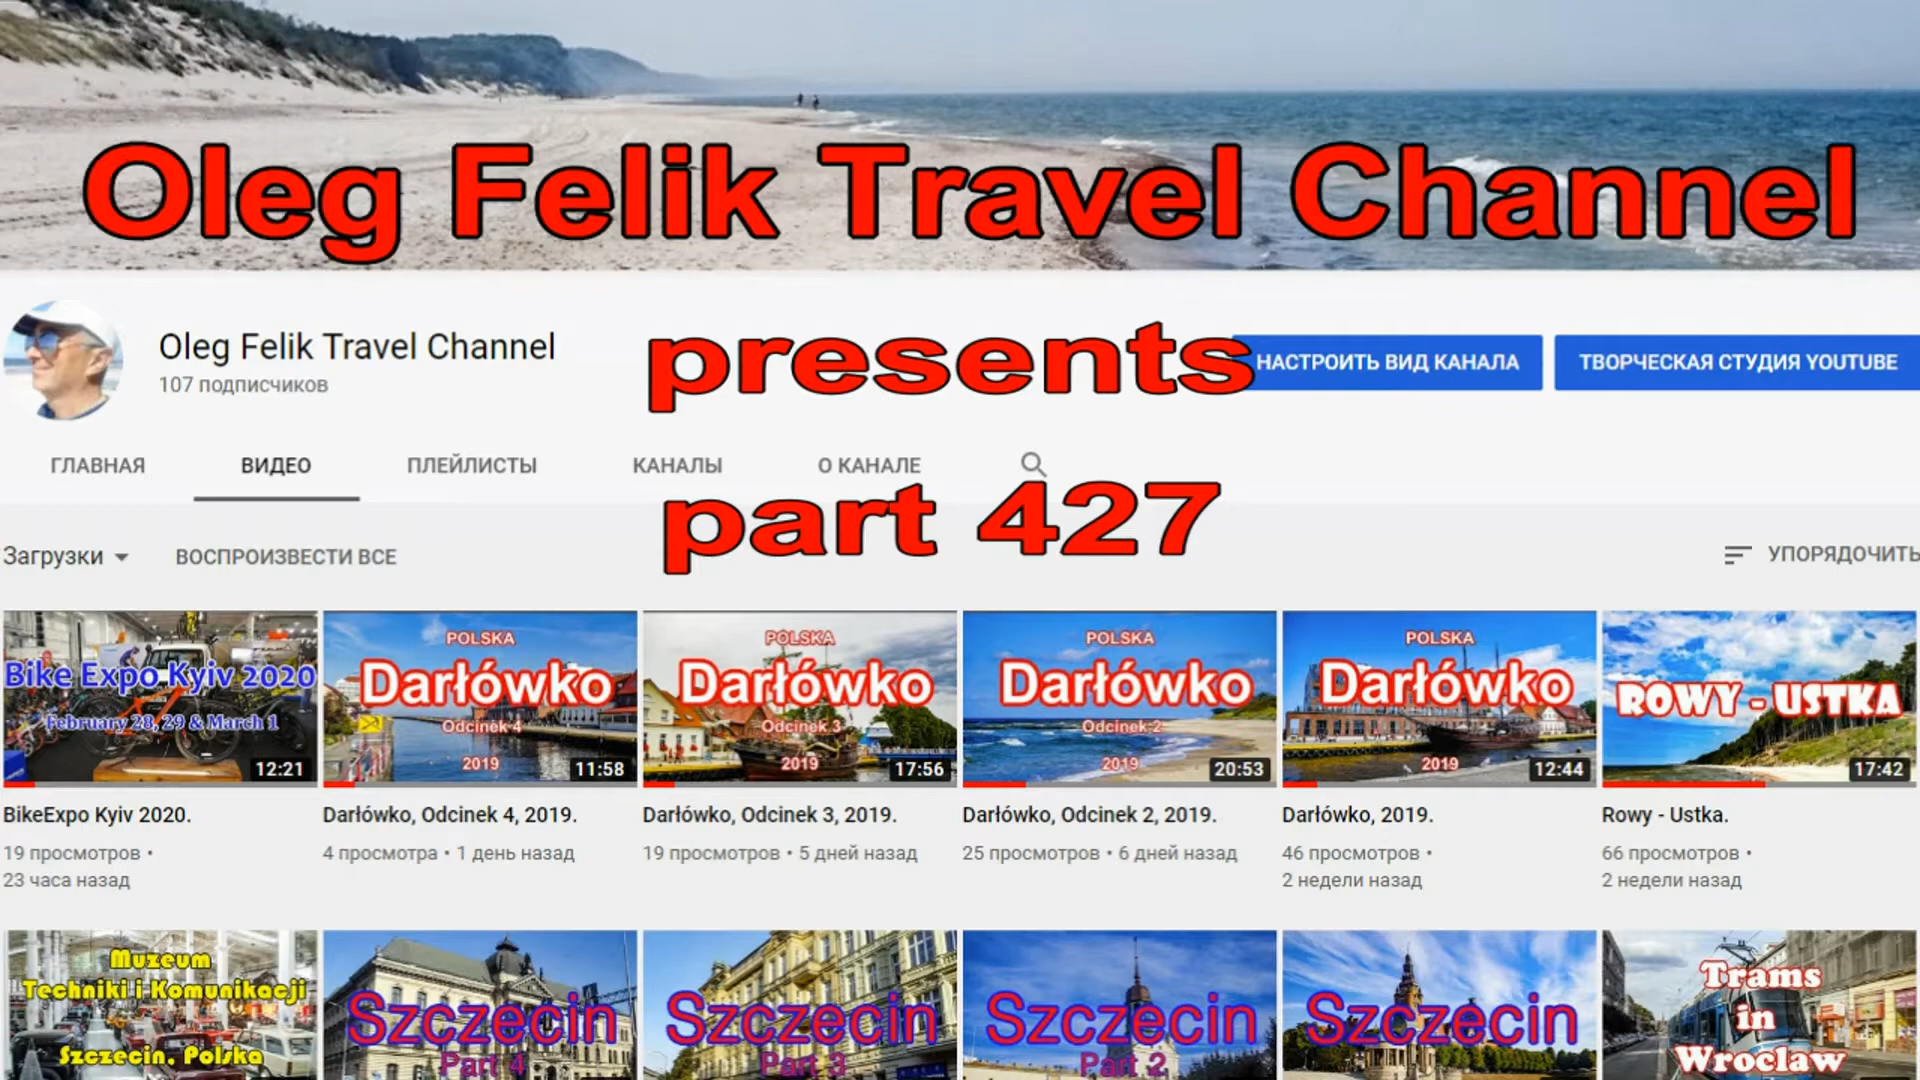 Oleg Felik Travel Channel
Oleg Felik Travel Channel
107 подписчиков
presents
НАСТРОИТЬ ВИД КАНАЛА
ТВОРЧЕСКАЯ СТУДИЯ YOUTUBE
ГЛАВНАЯ
ВИДЕО
ПЛЕЙЛИСТЫ
КАНАЛЫ
О КАНАЛЕ
part 427
Загрузки
ВОСПРОИЗВЕСТИ ВСЕ
УПОРЯДОЧИТЬ
Bike Expo Kyiv 2020
February 28, 29 & March 1
12:21
POLSKA
Darłówko
Odcinek 4
2019
11:58
POLSKA
Darłówko
Odcinek 3
2019
17:56
POLSKA
Darłówko
Odcinek 2
2019
20:53
POLSKA
Darłówko
2019
12:44
ROWY - USTKA
17:42
BikeExpo Kyiv 2020.
19 просмотров •
23 часа назад
Darłówko, Odcinek 4, 2019.
4 просмотра • 1 день назад
Darłówko, Odcinek 3, 2019.
19 просмотров • 5 дней назад
Darłówko, Odcinek 2, 2019.
25 просмотров • 6 дней назад
Darłówko, 2019.
46 просмотров •
2 недели назад
Rowy - Ustka.
66 просмотров •
2 недели назад
Muzeum
Techniki i Komunikacji
Szczecin, Polska
Szczecin
Part 4
Szczecin
Part 3
Szczecin
Part 2
Szczecin
Trams
in
Wroclaw